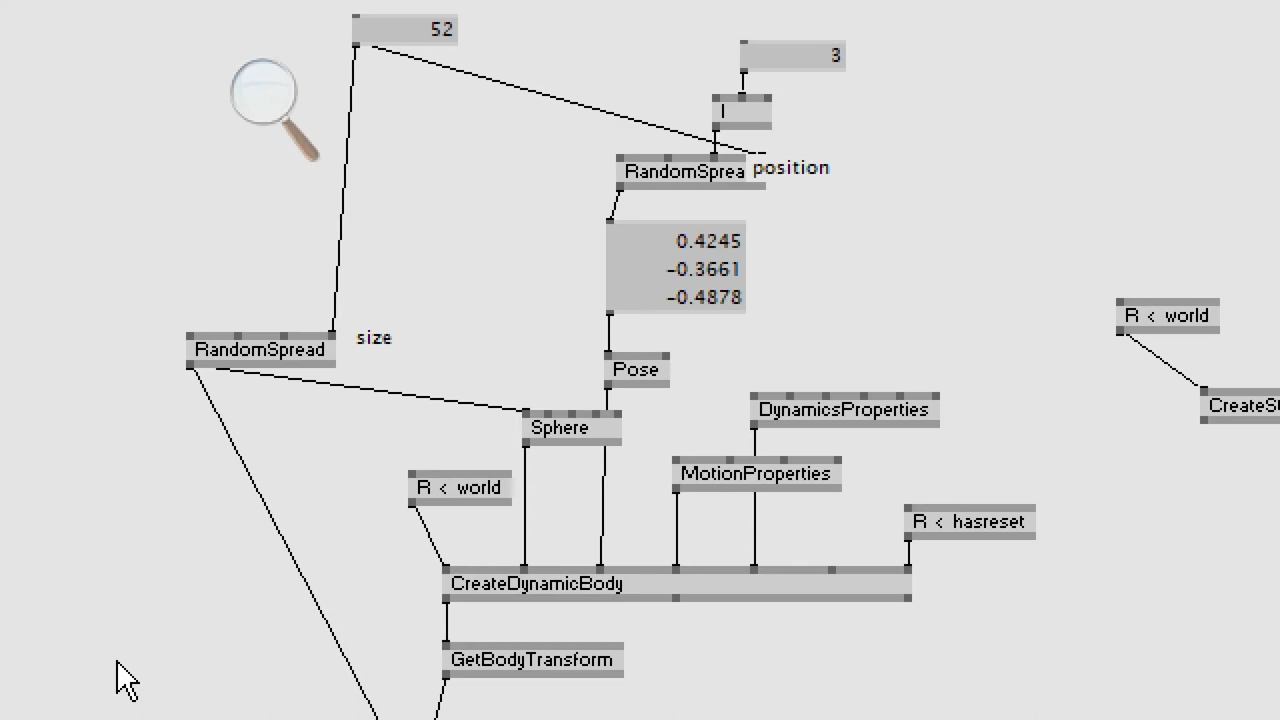 52
3
I
RandomSprea
position
0.4245
-0.3661
-0.4878
R < world
RandomSpread
size
Pose
CreateSt
DynamicsProperties
Sphere
MotionProperties
R < world
R < hasreset
CreateDynamicBody
GetBodyTransform